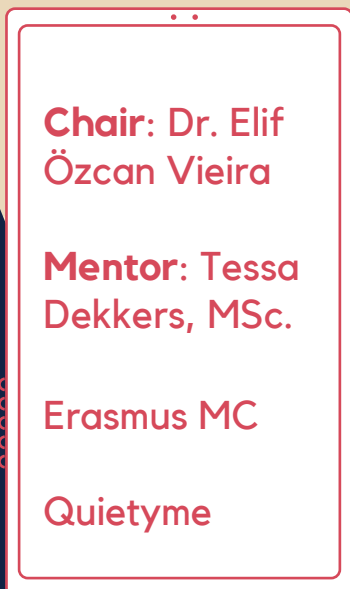 Chair: Dr. Elif
Özcan Vieira
Mentor: Tessa
Dekkers, MSc.
Erasmus MC
Quietyme